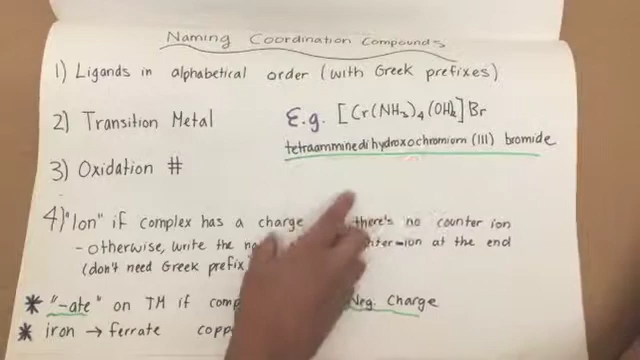 Naming Coordination Compounds
1) Ligands in alphabetical order (with Greek prefixes)
2) Transition Metal
E.g. [Cr(NH₃)₄(OH)₂]Br
tetraamminedihydroxochromium (III) bromide
3) Oxidation #
4) "Ion" if complex has a charge there's no counter ion
- otherwise, write the counter-ion at the end
(don't need Greek prefix
* "-ate" on TM if Neg. Charge
* iron → ferrate